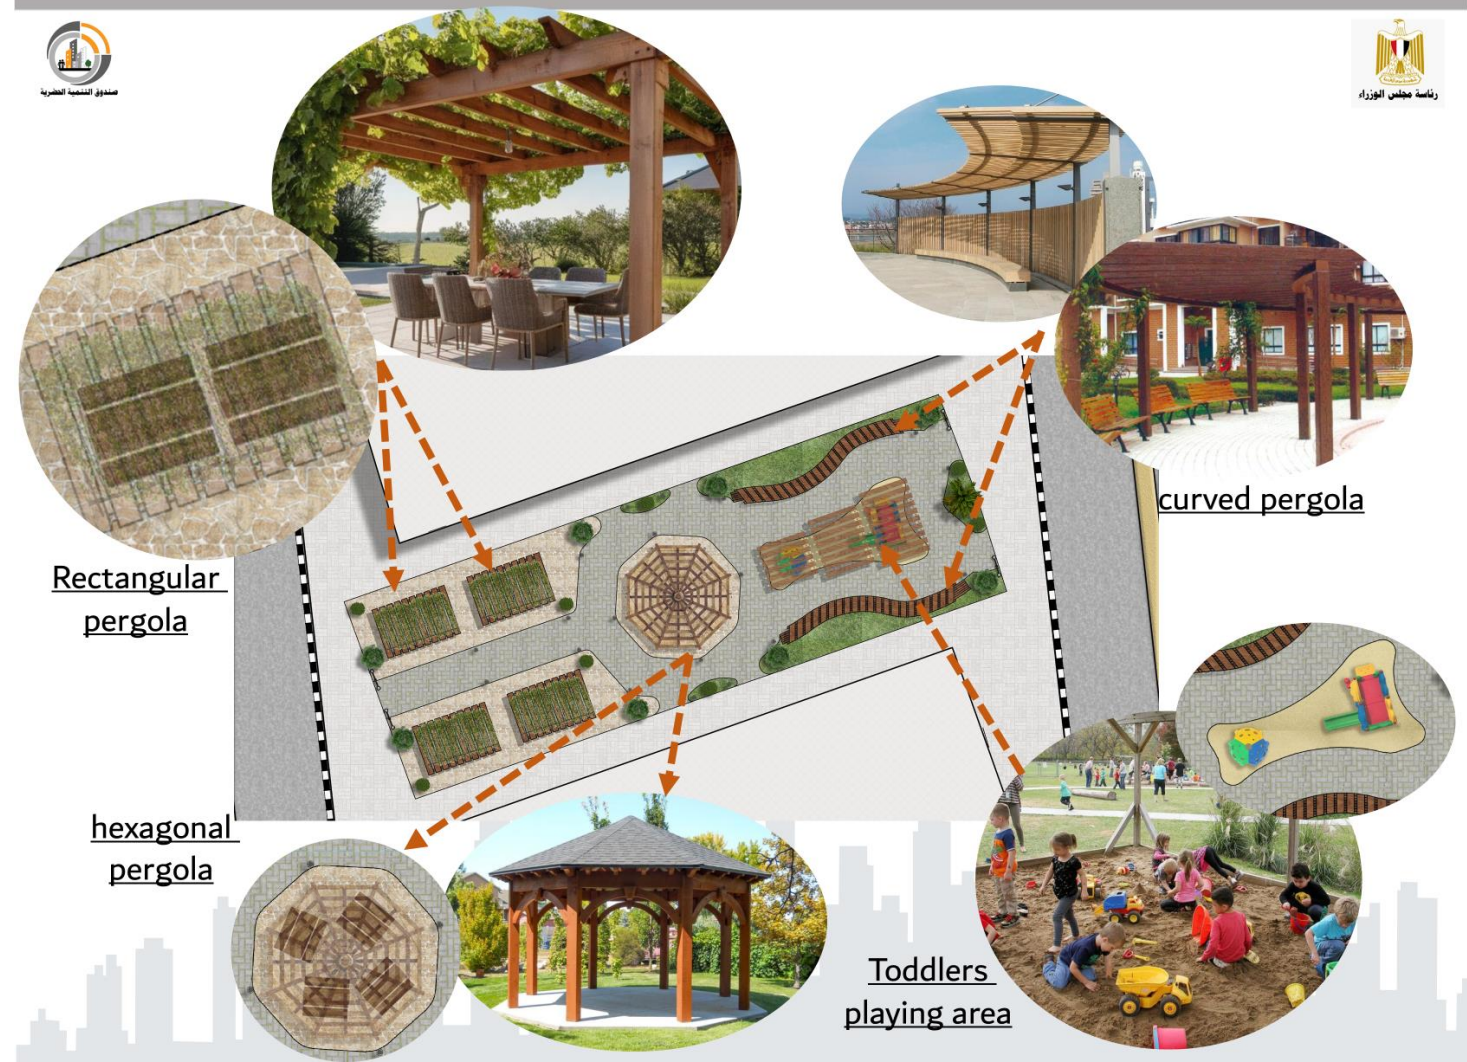 صندوق التنمية الحضرية
رئاسة مجلس الوزراء
Rectangular
pergola
curved pergola
hexagonal
pergola
Toddlers
playing area